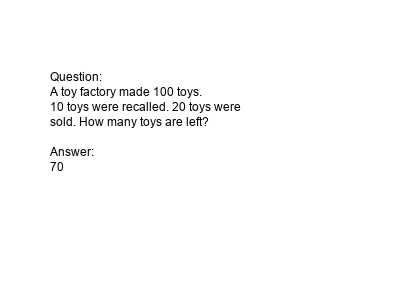 Question:
A toy factory made 100 toys.
10 toys were recalled. 20 toys were
sold. How many toys are left?
Answer:
70